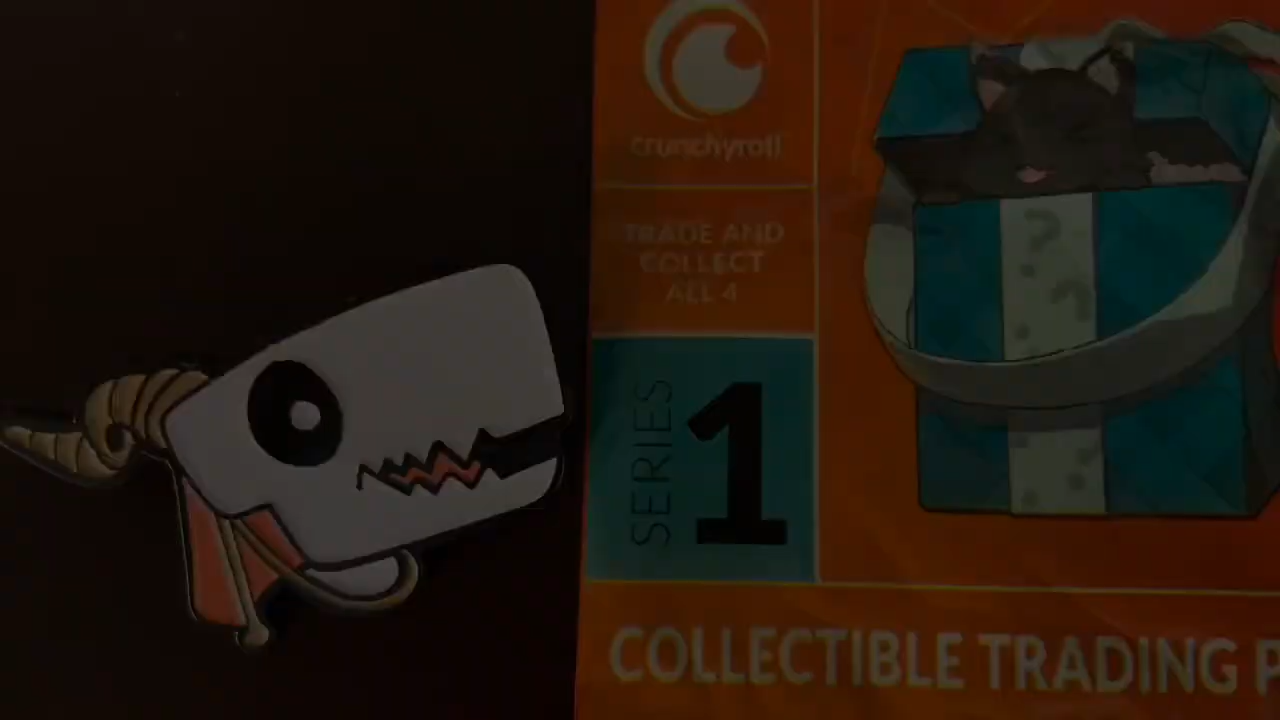 crunchyroll
TRADE AND
COLLECT
ALL 4
SERIES
1
COLLECTIBLE TRADING P